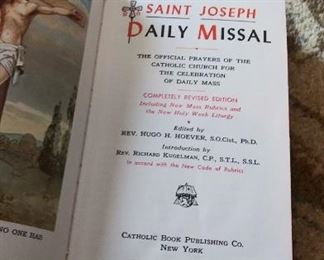 SAINT JOSEPH
DAILY MISSAL
THE OFFICIAL PRAYERS OF THE
CATHOLIC CHURCH FOR
THE CELEBRATION
OF DAILY MASS
COMPLETELY REVISED EDITION
Including New Mass Rubrics and
the New Holy Week Liturgy
Edited by
REV. HUGH H. HOEVER, S.O.Cist., Ph.D.
Introduction by
REV. RICHARD KUGELMAN, C.P., S.T.L., S.S.L.
In accord with the New Code of Rubrics
CATHOLIC BOOK PUBLISHING CO.
NEW YORK
NO ONE HAS